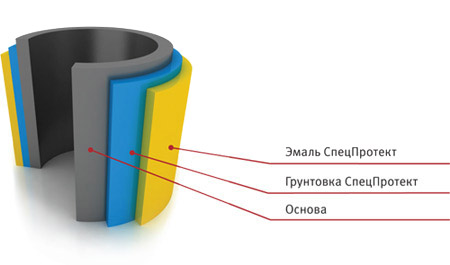 Эмаль СпецПротект
Грунтовка СпецПротект
Основа